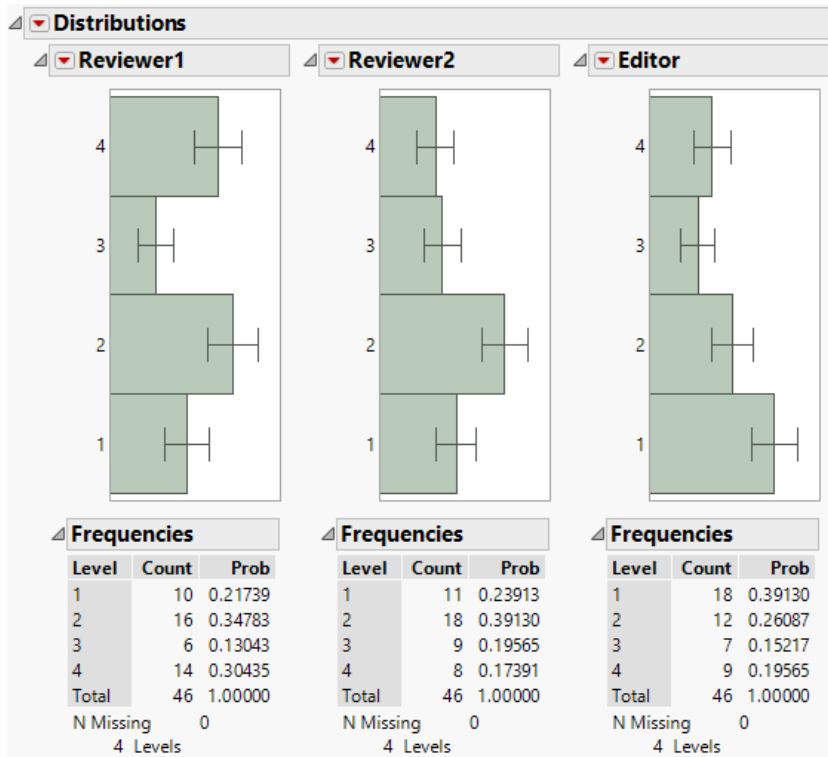 Distributions
Reviewer1
4
3
2
1
Frequencies
Level Count Prob
1 10 0.21739
2 16 0.34783
3 6 0.13043
4 14 0.30435
Total 46 1.00000
N Missing 0
4 Levels
Reviewer2
4
3
2
1
Frequencies
Level Count Prob
1 11 0.23913
2 18 0.39130
3 9 0.19565
4 8 0.17391
Total 46 1.00000
N Missing 0
4 Levels
Editor
4
3
2
1
Frequencies
Level Count Prob
1 18 0.39130
2 12 0.26087
3 7 0.15217
4 9 0.19565
Total 46 1.00000
N Missing 0
4 Levels